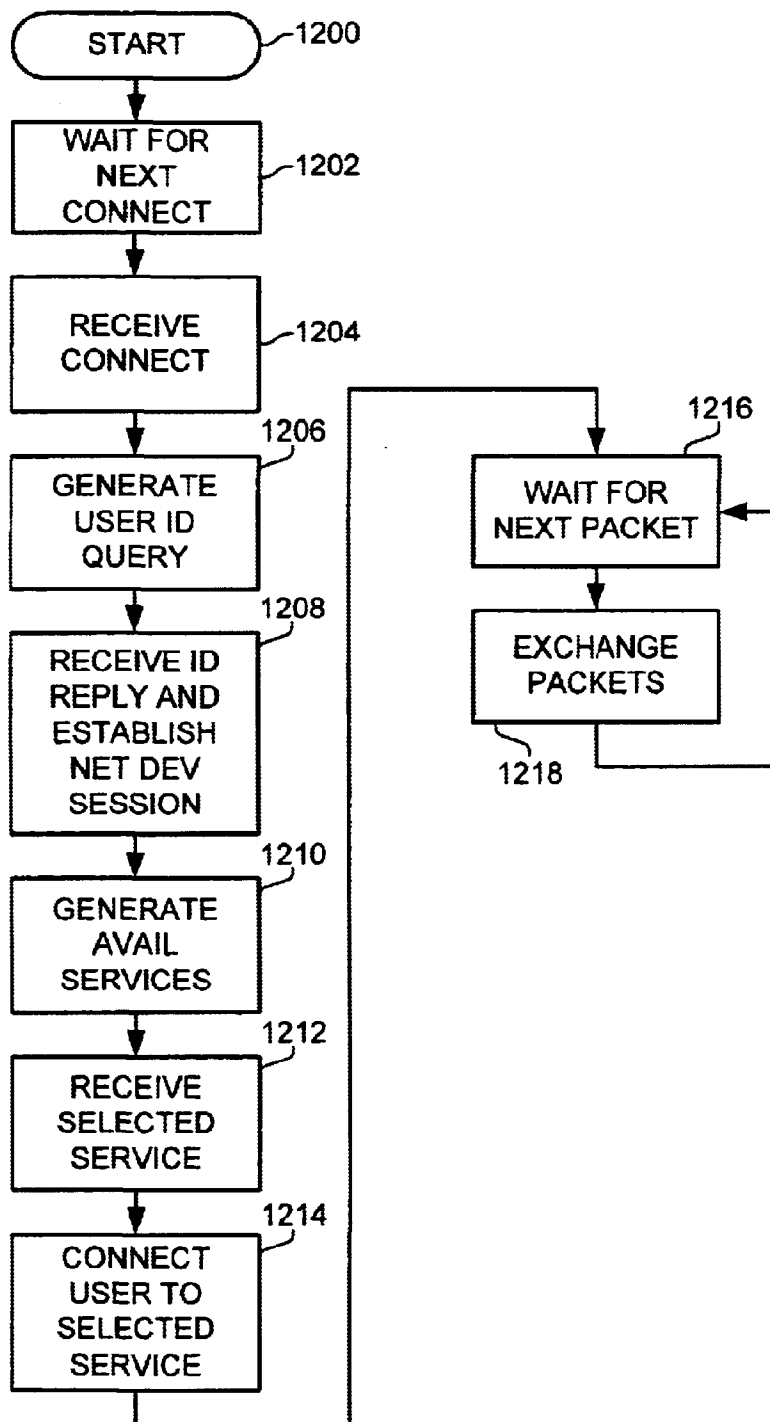 START
1200
WAIT FOR
NEXT
CONNECT
1202
RECEIVE
CONNECT
1204
1206
GENERATE
USER ID
QUERY
1208
RECEIVE ID
REPLY AND
ESTABLISH
NET DEV
SESSION
1210
GENERATE
AVAIL
SERVICES
1212
RECEIVE
SELECTED
SERVICE
1214
CONNECT
USER TO
SELECTED
SERVICE
1216
WAIT FOR
NEXT PACKET
EXCHANGE
PACKETS
1218